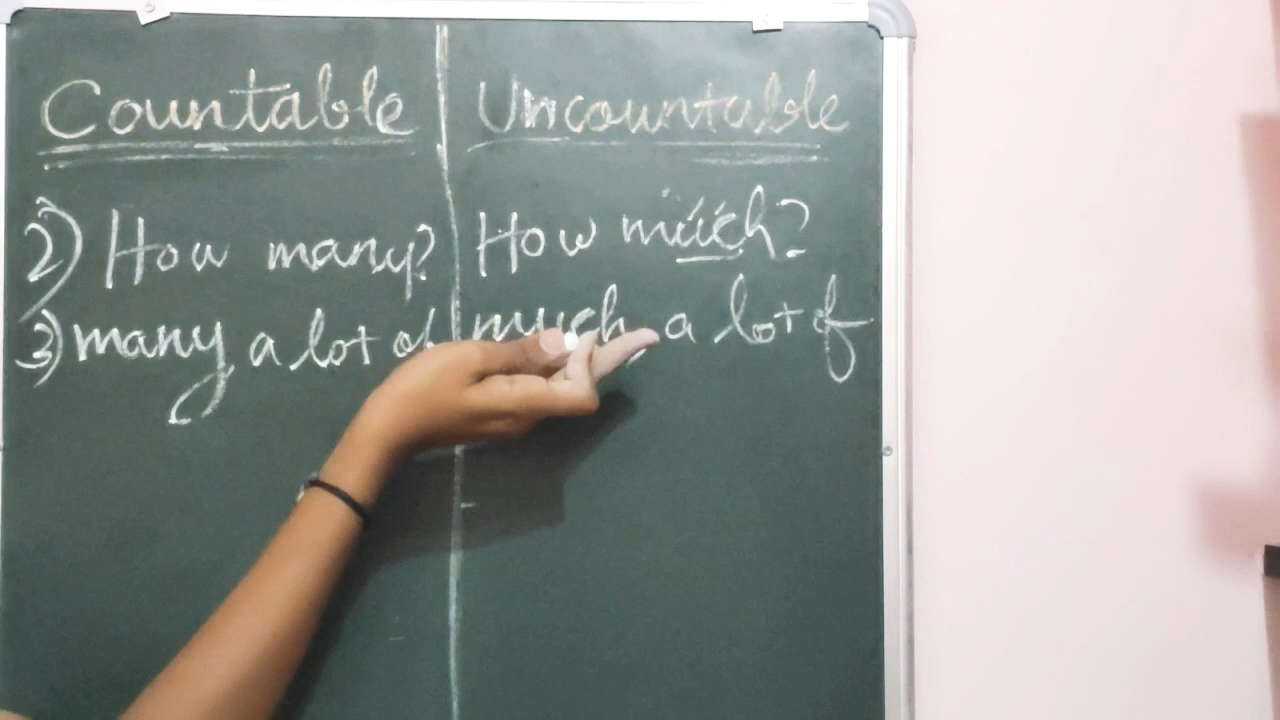 Countable Uncountable
2) How many? How much?
3) many a lot of much, a lot of